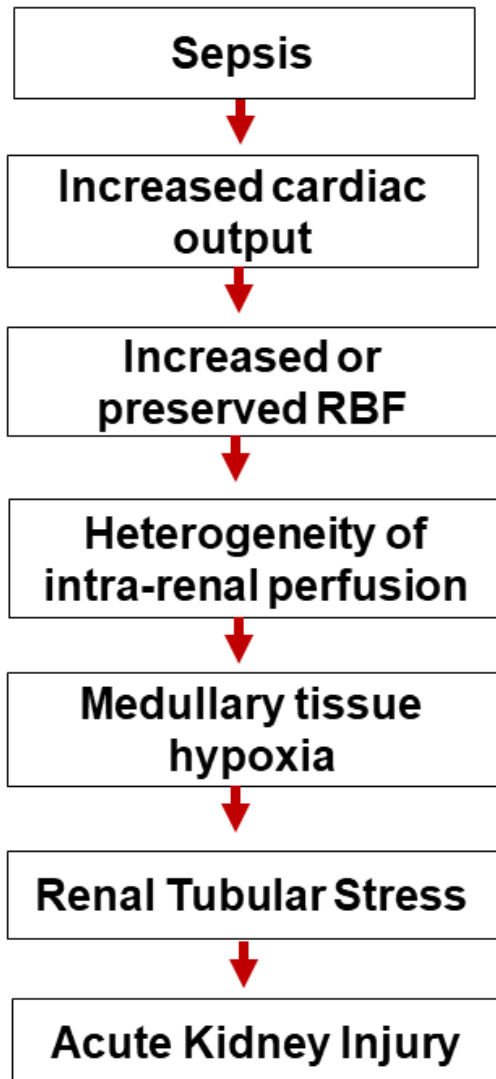 Sepsis
Increased cardiac
output
Increased or
preserved RBF
Heterogeneity of
intra-renal perfusion
Medullary tissue
hypoxia
Renal Tubular Stress
Acute Kidney Injury